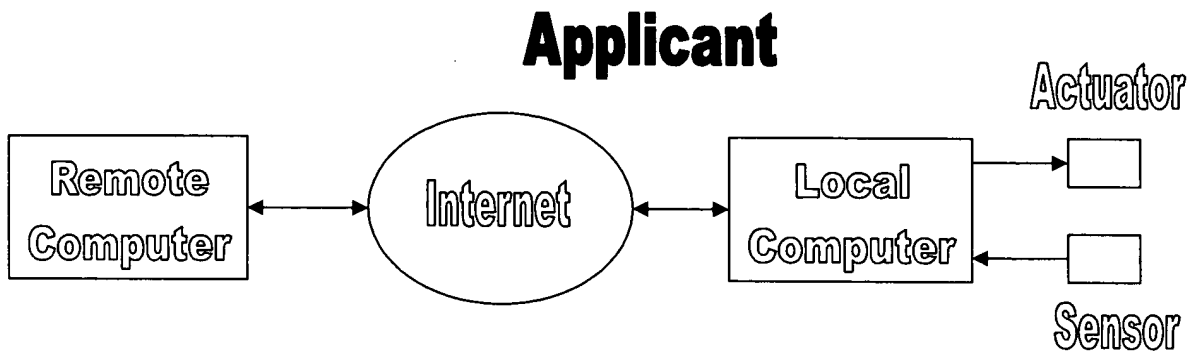 Applicant
Actuator
Remote
Computer
Internet
Local
Computer
Sensor